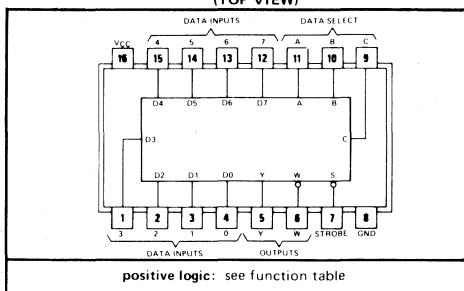 (TOP VIEW)
DATA INPUTS DATA SELECT
VCC 4 5 6 7 A B C
16 15 14 13 12 11 10 9
D4 D5 D6 D7 A B
D3 C
D2 D1 D0 Y W S
1 2 3 4 5 6 7 8
3 2 1 0 Y W STROBE GND
DATA INPUTS OUTPUTS
positive logic: see function table